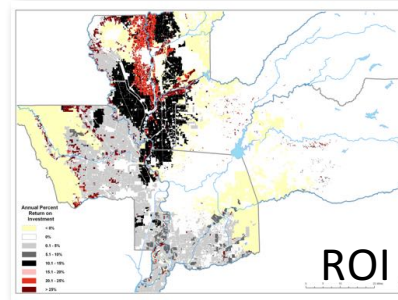 Annual Percent
Return on
Investment
< 0%
0%
0.1 - 5%
5.1 - 10%
10.1 - 15%
15.1 - 20%
20.1 - 25%
> 25%
ROI